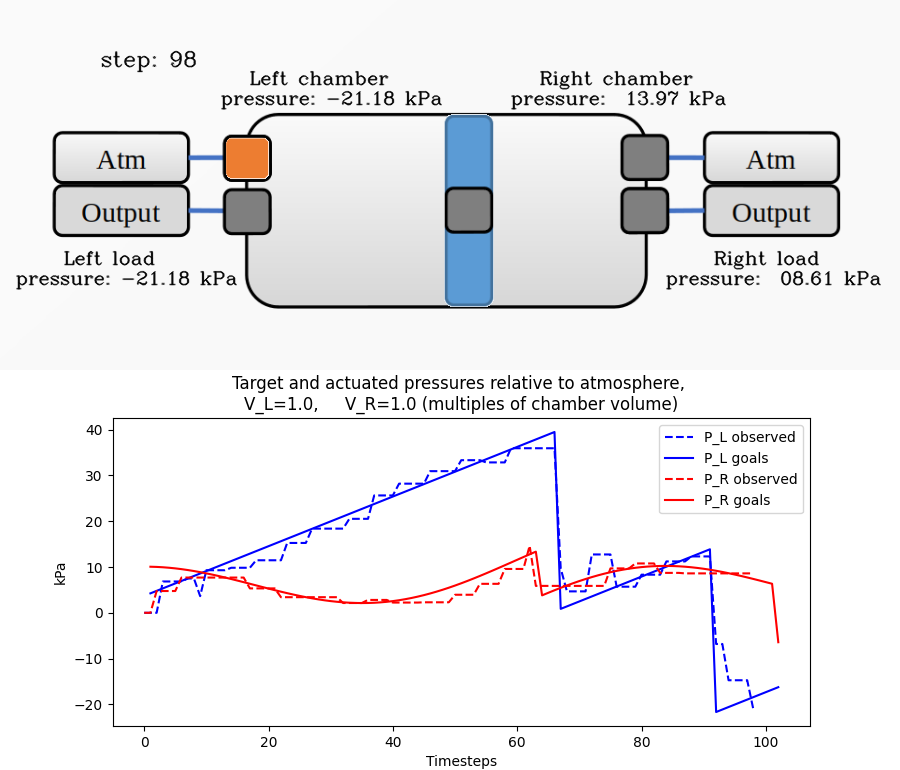 step: 98
Left chamber
pressure: −21.18 kPa
Right chamber
pressure: 13.97 kPa
Atm
Output
Atm
Output
Left load
pressure: −21.18 kPa
Right load
pressure: 08.61 kPa
Target and actuated pressures relative to atmosphere,
V_L=1.0, V_R=1.0 (multiples of chamber volume)
kPa
40
30
20
10
0
−10
−20
P_L observed
P_L goals
P_R observed
P_R goals
0 20 40 60 80 100
Timesteps